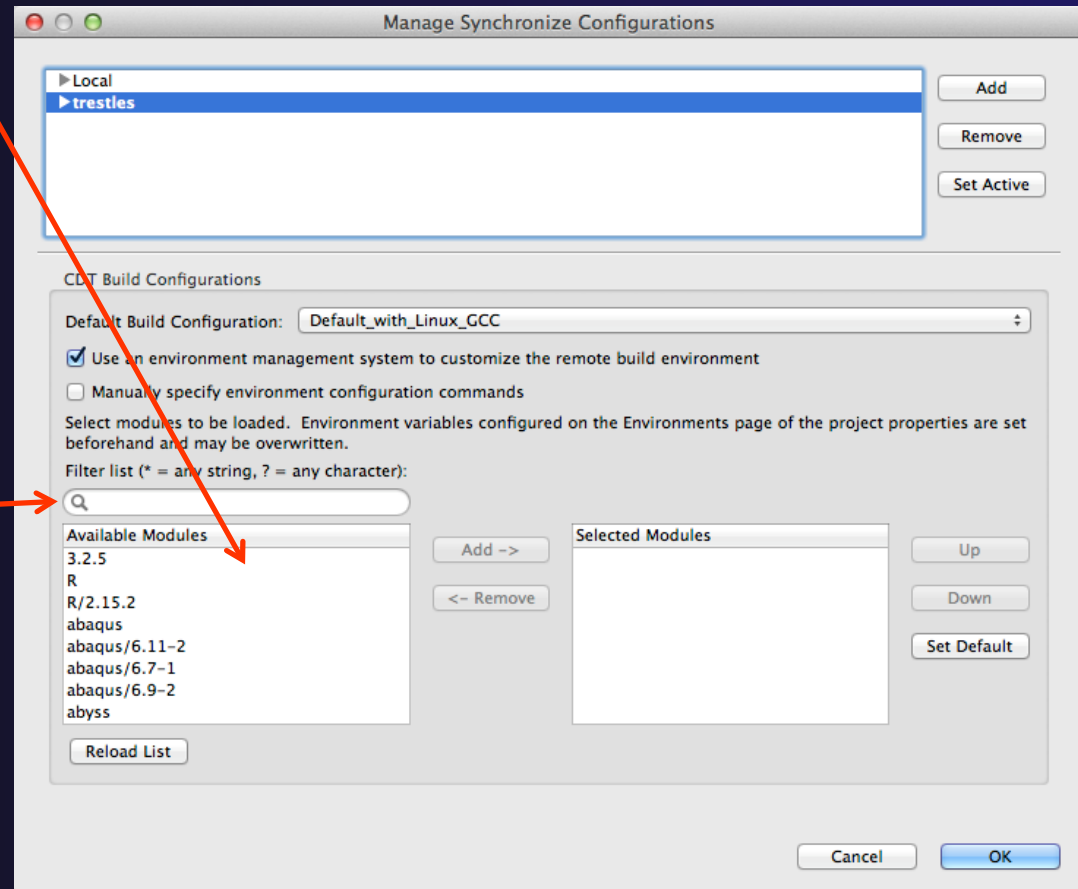 Manage Synchronize Configurations
Local
trestles
Add
Remove
Set Active
CDT Build Configurations
Default Build Configuration: Default_with_Linux_GCC
Use an environment management system to customize the remote build environment
Manually specify environment configuration commands
Select modules to be loaded. Environment variables configured on the Environments page of the project properties are set
beforehand and may be overwritten.
Filter list (* = any string, ? = any character):
Available Modules
3.2.5
R
R/2.15.2
abaqus
abaqus/6.11-2
abaqus/6.7-1
abaqus/6.9-2
abyss
Add ->
<- Remove
Selected Modules
Up
Down
Set Default
Reload List
Cancel
OK